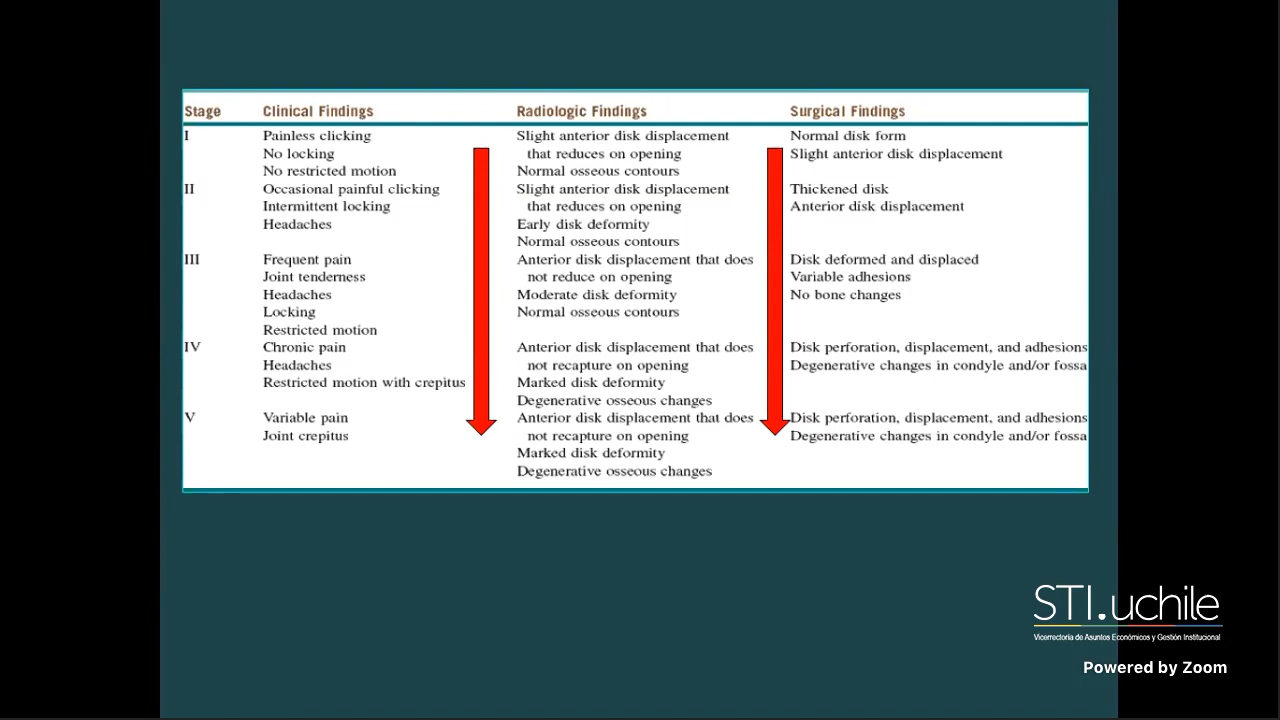 Stage Clinical Findings Radiologic Findings Surgical Findings
I Painless clicking Slight anterior disk displacement Normal disk form
No locking that reduces on opening Slight anterior disk displacement
No restricted motion Normal osseous contours
II Occasional painful clicking Slight anterior disk displacement Thickened disk
Intermittent locking that reduces on opening Anterior disk displacement
Headaches Early disk deformity
Normal osseous contours
III Frequent pain Anterior disk displacement that does Disk deformed and displaced
Joint tenderness not reduce on opening Variable adhesions
Headaches Moderate disk deformity No bone changes
Locking Normal osseous contours
Restricted motion
IV Chronic pain Anterior disk displacement that does Disk perforation, displacement, and adhesions
Headaches not recapture on opening Degenerative changes in condyle and/or fossa
Restricted motion with crepitus Marked disk deformity
Degenerative osseous changes
V Variable pain Anterior disk displacement that does Disk perforation, displacement, and adhesions
Joint crepitus not recapture on opening Degenerative changes in condyle and/or fossa
Marked disk deformity
Degenerative osseous changes
STI.uchile
Vicerrectoría de Asuntos Económicos y Gestión Institucional
Powered by Zoom